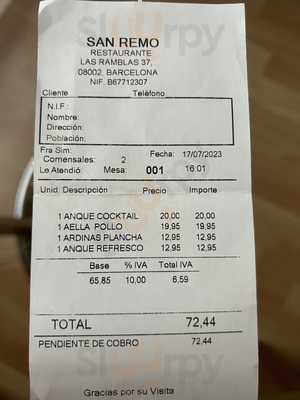 SAN REMO
RESTAURANTE
LAS RAMBLAS 37,
08002, BARCELONA
NIF. B67712307
Cliente Teléfono
N.I.F.:
Nombre:
Dirección:
Población:
Fra Sim:
Fecha: 17/07/2023
Comensales: 2
Le Atendió: Mesa: 001 16:01
Unid Descripción Precio Importe
1 ANQUE COCKTAIL 20,00 20,00
1 AELLA POLLO 19,95 19,95
1 ARDINAS PLANCHA 12,95 12,95
1 ANQUE REFRESCO 12,95 12,95
Base % IVA Total IVA
65,85 10,00 6,59
TOTAL 72,44
PENDIENTE DE COBRO 72,44
Gracias por su Visita
sluurpy
sluurpy